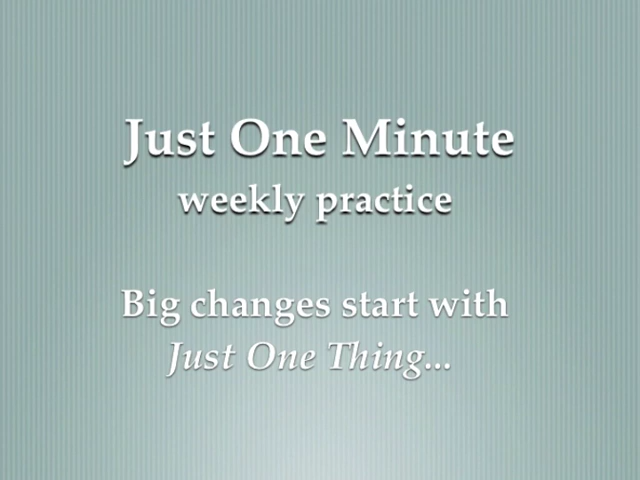 Just One Minute
weekly practice
Big changes start with
Just One Thing...